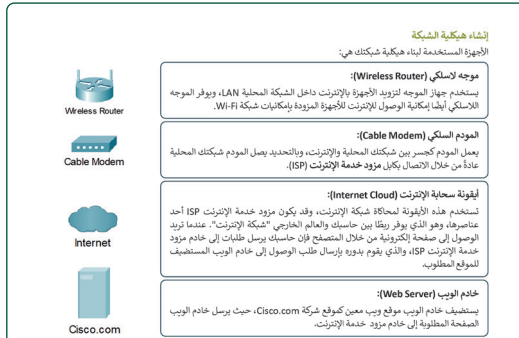 إنشاء هيكلية الشبكة
الأجهزة المستخدمة لبناء هيكلية شبكتك هي:
موجه لاسلكي (Wireless Router):
يستخدم جهاز الموجه لتزويد الأجهزة بالإنترنت داخل الشبكة المحلية LAN، ويوفر الموجه
اللاسلكي أيضًا إمكانية الوصول للإنترنت للأجهزة المزودة بإمكانيات شبكة Wi-Fi.
Wireless Router
المودم السلكي (Cable Modem):
يعمل المودم كجسر بين شبكتك المحلية والإنترنت، وبالتحديد يصل المودم شبكتك المحلية
عادةً من خلال الاتصال بكابل مزود خدمة الإنترنت (ISP).
Cable Modem
أيقونة سحابة الإنترنت (Internet Cloud):
تستخدم هذه الأيقونة لمحاكاة شبكة الإنترنت، وقد يكون مزود خدمة الإنترنت ISP أحد
عناصرها، وهو الذي يوفر ربطًا بين حاسبك والعالم الخارجي "شبكة الإنترنت". عندما تريد
الوصول إلى صفحة إلكترونية من خلال المتصفح فإن حاسبك يرسل طلبات إلى خادم مزود
خدمة الإنترنت ISP، والذي يقوم بدوره بإرسال طلب الوصول إلى خادم الويب المستضيف
للموقع المطلوب.
Internet
خادم الويب (Web Server):
يستضيف خادم الويب موقع ويب معين كموقع شركة Cisco.com، حيث يرسل خادم الويب
الصفحة المطلوبة إلى خادم مزود خدمة الإنترنت.
Cisco.com